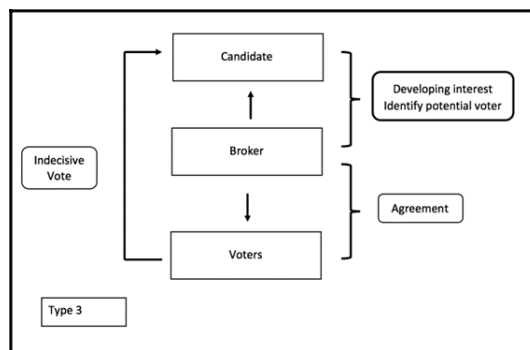 Candidate
Developing interest
Identify potential voter
Broker
Indecisive
Vote
Agreement
Voters
Type 3